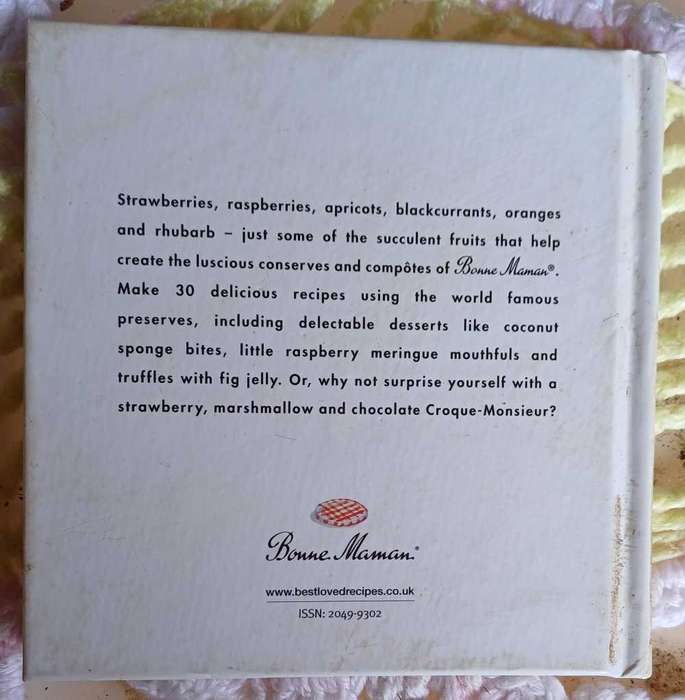 Strawberries, raspberries, apricots, blackcurrants, oranges
and rhubarb – just some of the succulent fruits that help
create the luscious conserves and compôtes of Bonne Maman®.
Make 30 delicious recipes using the world famous
preserves, including delectable desserts like coconut
sponge bites, little raspberry meringue mouthfuls and
truffles with fig jelly. Or, why not surprise yourself with a
strawberry, marshmallow and chocolate Croque-Monsieur?
Bonne Maman®
www.bestlovedrecipes.co.uk
ISSN: 2049-9302